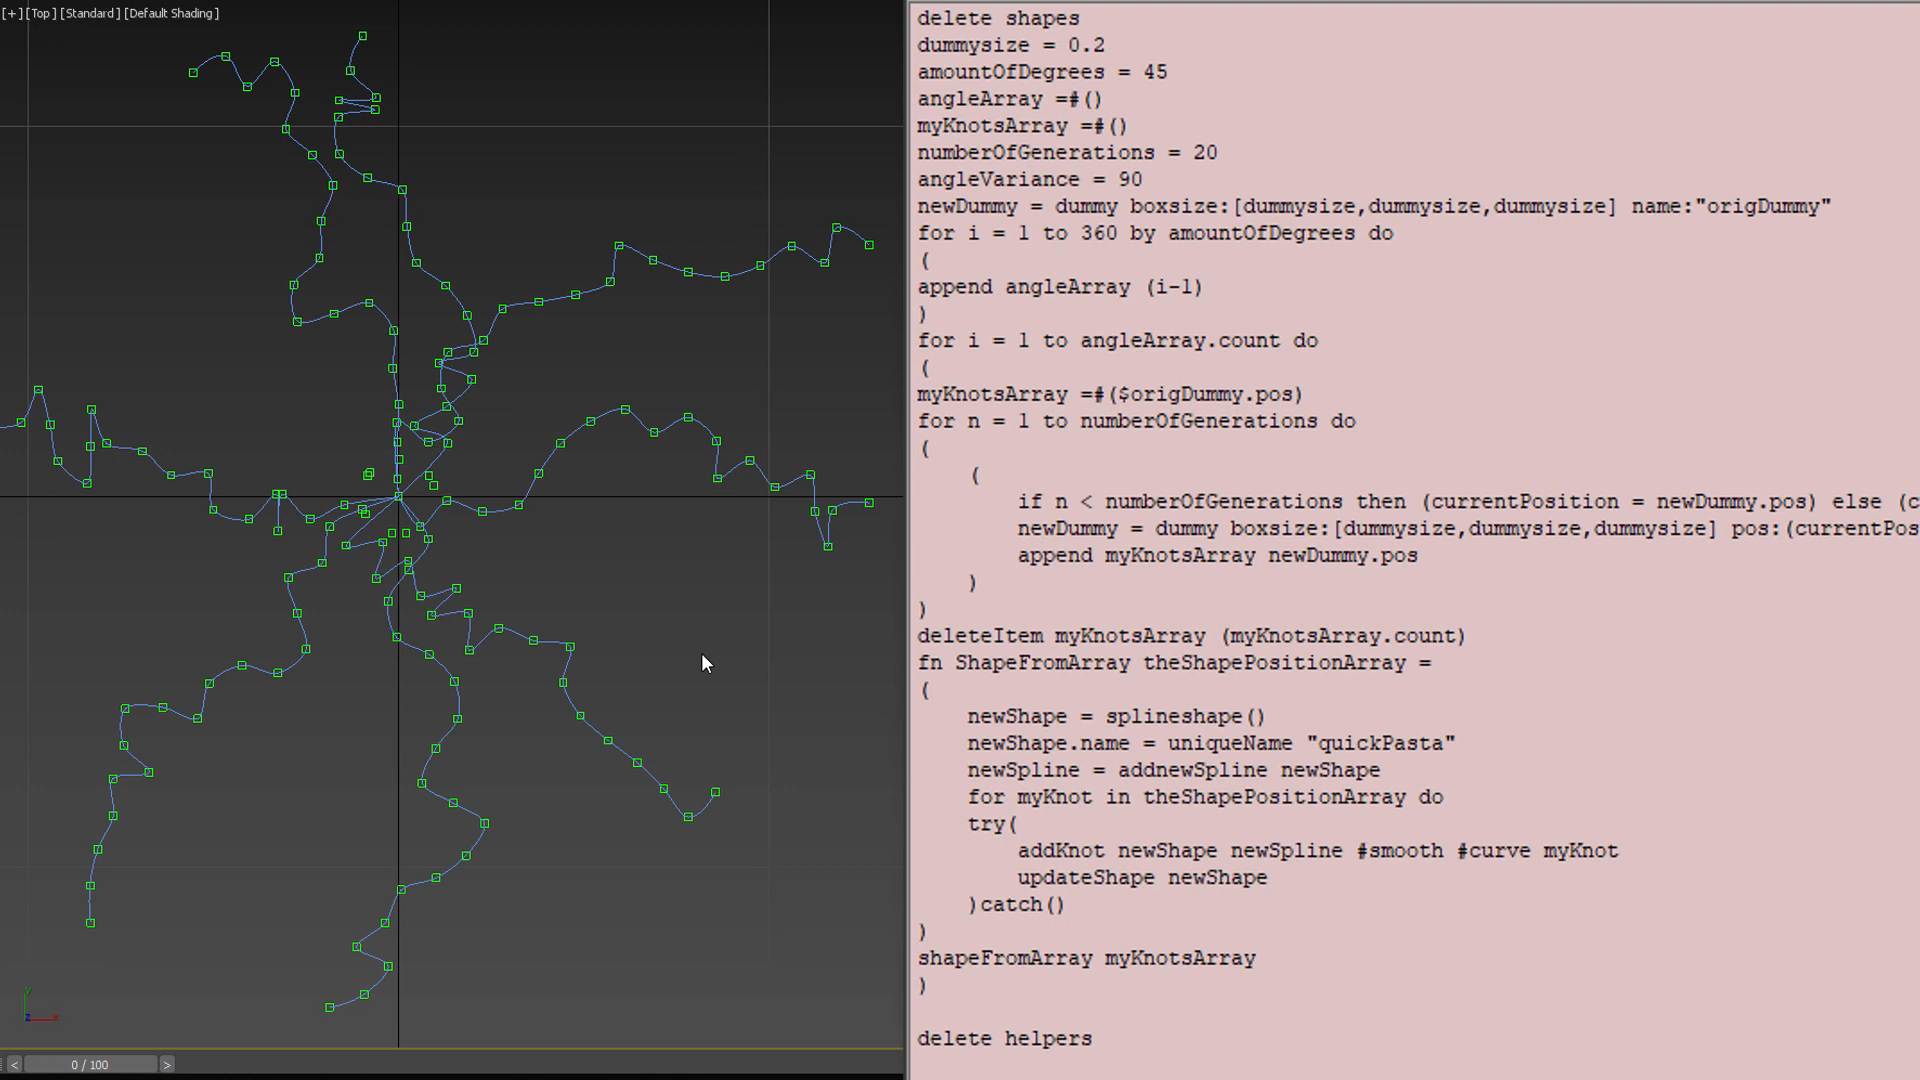 [+] [Top] [Standard] [Default Shading]
delete shapes
dummysize = 0.2
amountOfDegrees = 45
angleArray =#()
myKnotsArray =#()
numberOfGenerations = 20
angleVariance = 90
newDummy = dummy boxsize:[dummysize,dummysize,dummysize] name:"origDummy"
for i = 1 to 360 by amountOfDegrees do
(
append angleArray (i-1)
)
for i = 1 to angleArray.count do
(
myKnotsArray =#($origDummy.pos)
for n = 1 to numberOfGenerations do
(
(
if n < numberOfGenerations then (currentPosition = newDummy.pos) else (c
newDummy = dummy boxsize:[dummysize,dummysize,dummysize] pos:(currentPos
append myKnotsArray newDummy.pos
)
)
deleteItem myKnotsArray (myKnotsArray.count)
fn ShapeFromArray theShapePositionArray =
(
newShape = splineshape()
newShape.name = uniqueName "quickPasta"
newSpline = addnewSpline newShape
for myKnot in theShapePositionArray do
try(
addKnot newShape newSpline #smooth #curve myKnot
updateShape newShape
)catch()
)
shapeFromArray myKnotsArray
)
delete helpers
y
z x
< 0 / 100 >